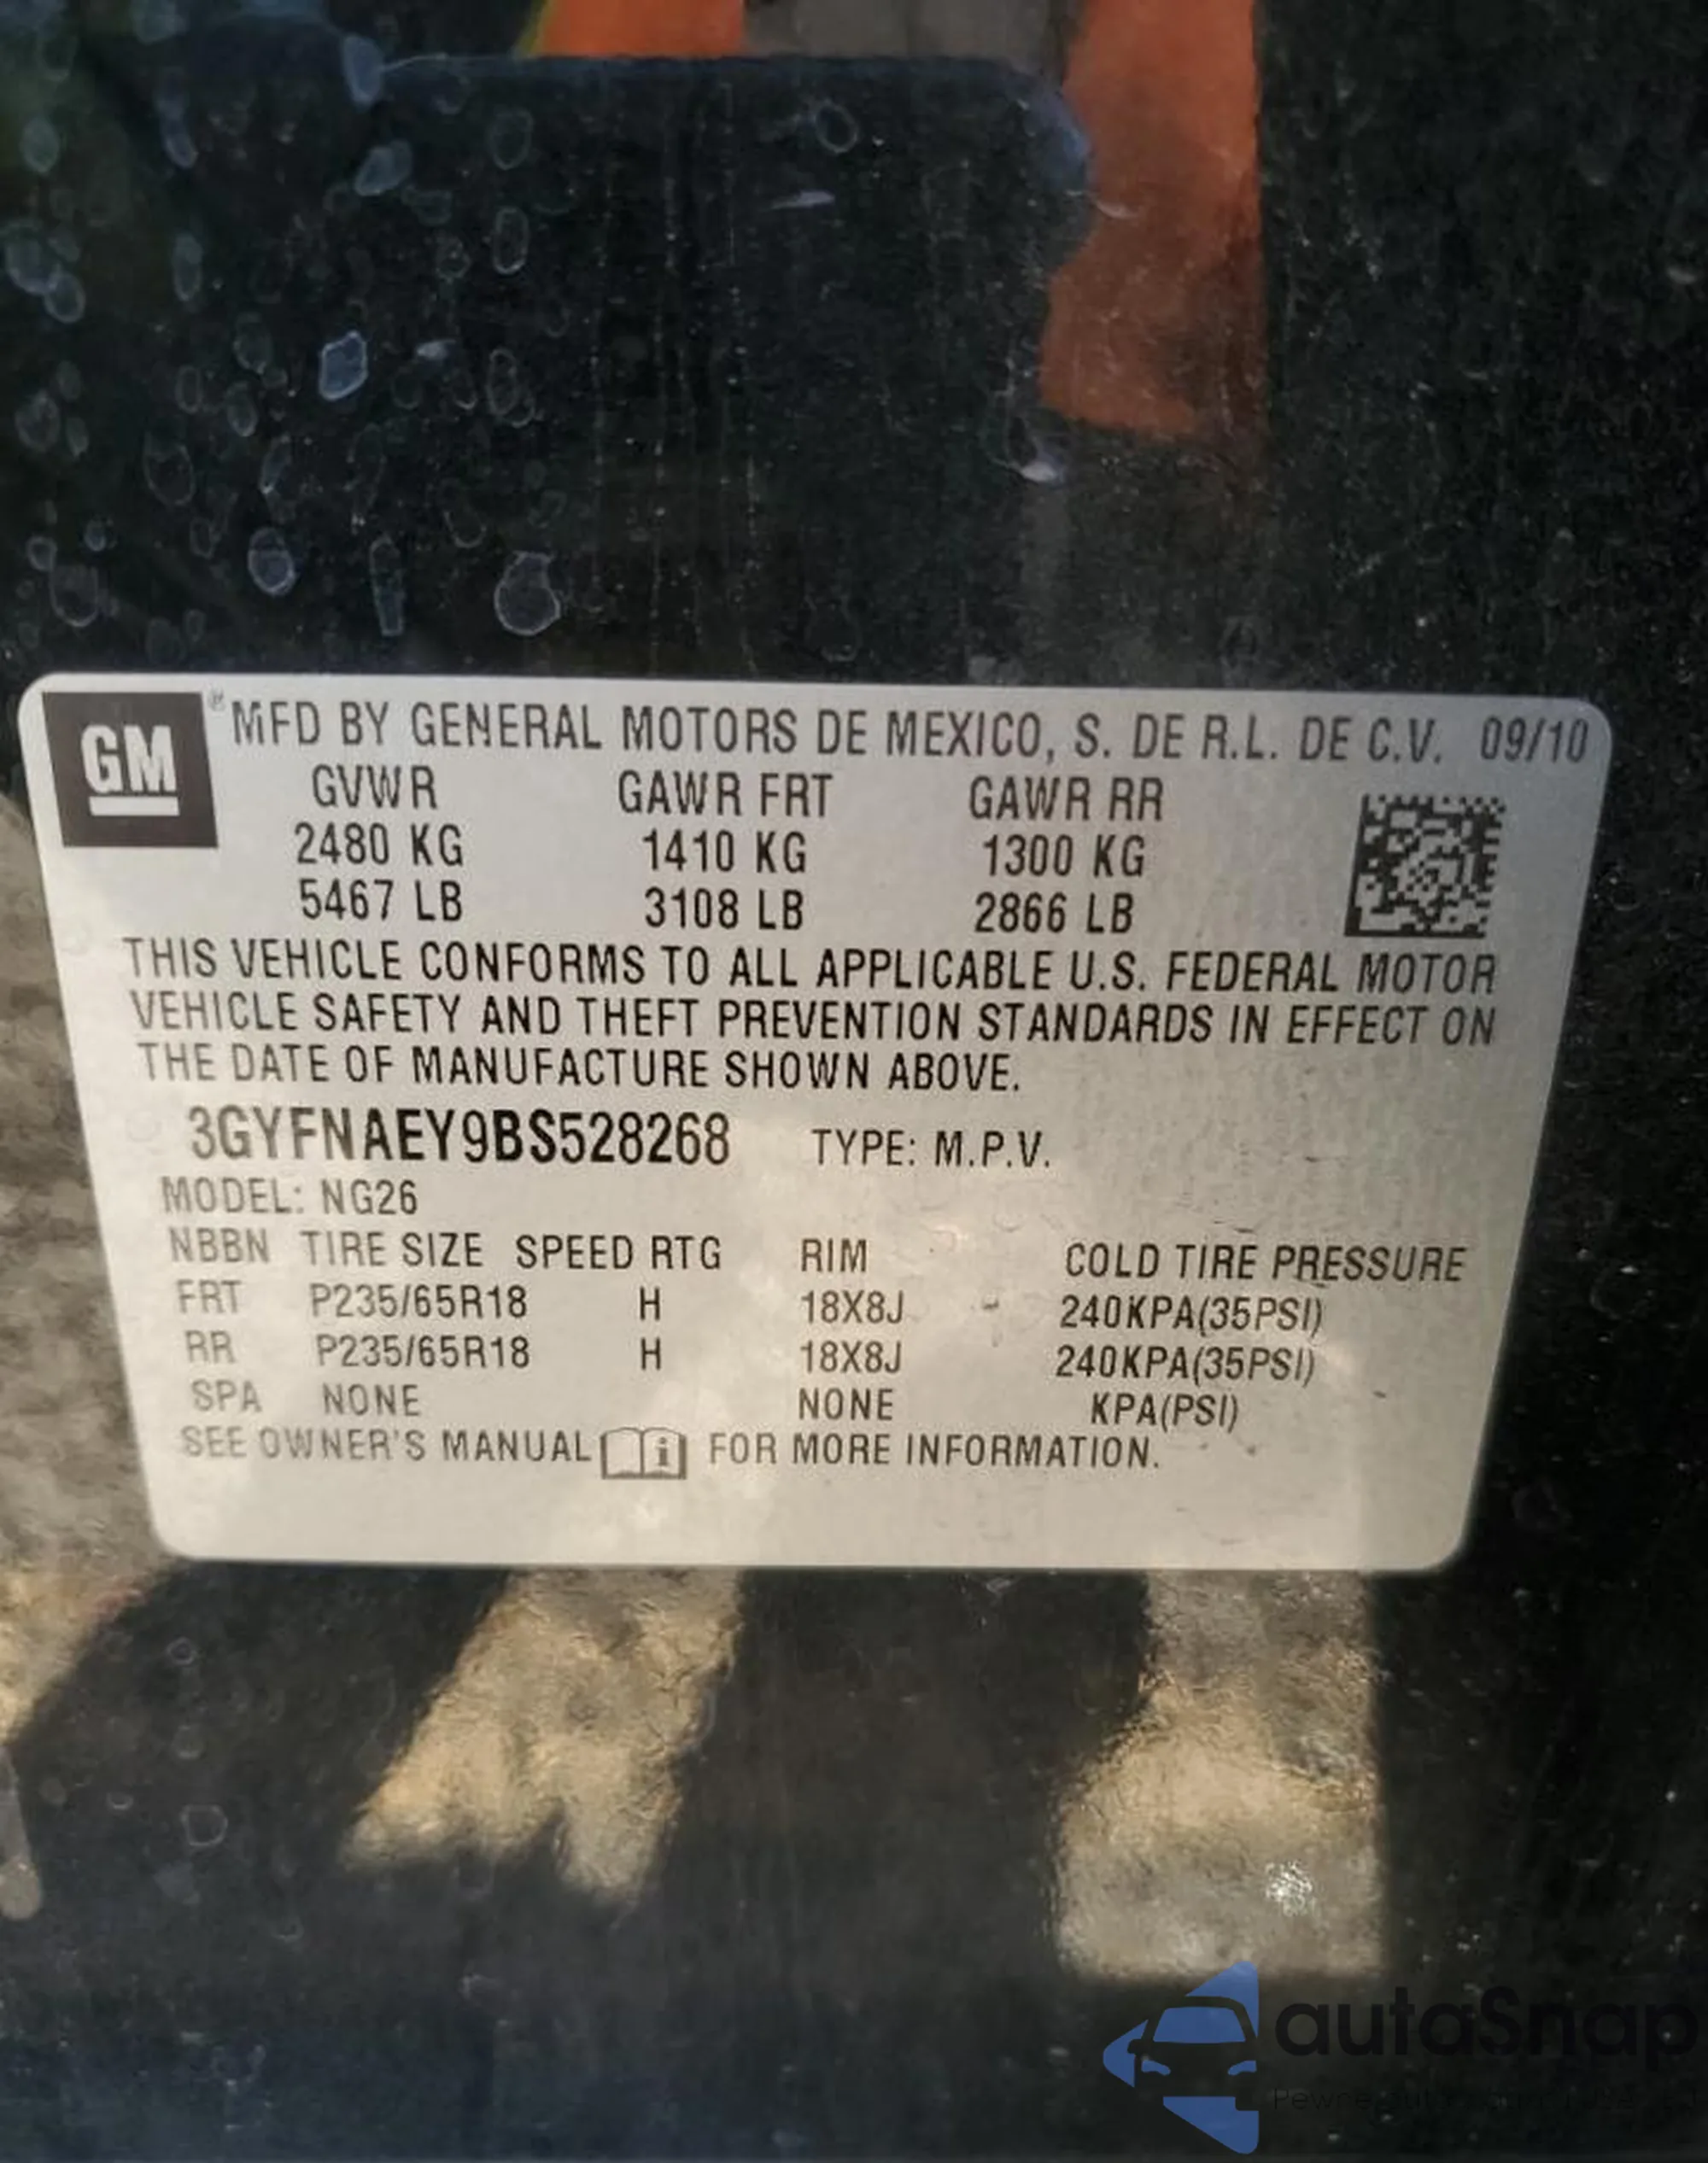 GM ® MFD BY GENERAL MOTORS DE MEXICO, S. DE R.L. DE C.V. 09/10
GVWR GAWR FRT GAWR RR
2480 KG 1410 KG 1300 KG
5467 LB 3108 LB 2866 LB
THIS VEHICLE CONFORMS TO ALL APPLICABLE U.S. FEDERAL MOTOR
VEHICLE SAFETY AND THEFT PREVENTION STANDARDS IN EFFECT ON
THE DATE OF MANUFACTURE SHOWN ABOVE.
3GYFNAEY9BS528268 TYPE: M.P.V.
MODEL: NG26
NBBN TIRE SIZE SPEED RTG RIM COLD TIRE PRESSURE
FRT P235/65R18 H 18X8J - 240KPA(35PSI)
RR P235/65R18 H 18X8J 240KPA(35PSI)
SPA NONE NONE KPA(PSI)
SEE OWNER'S MANUAL i FOR MORE INFORMATION.
autaSnap